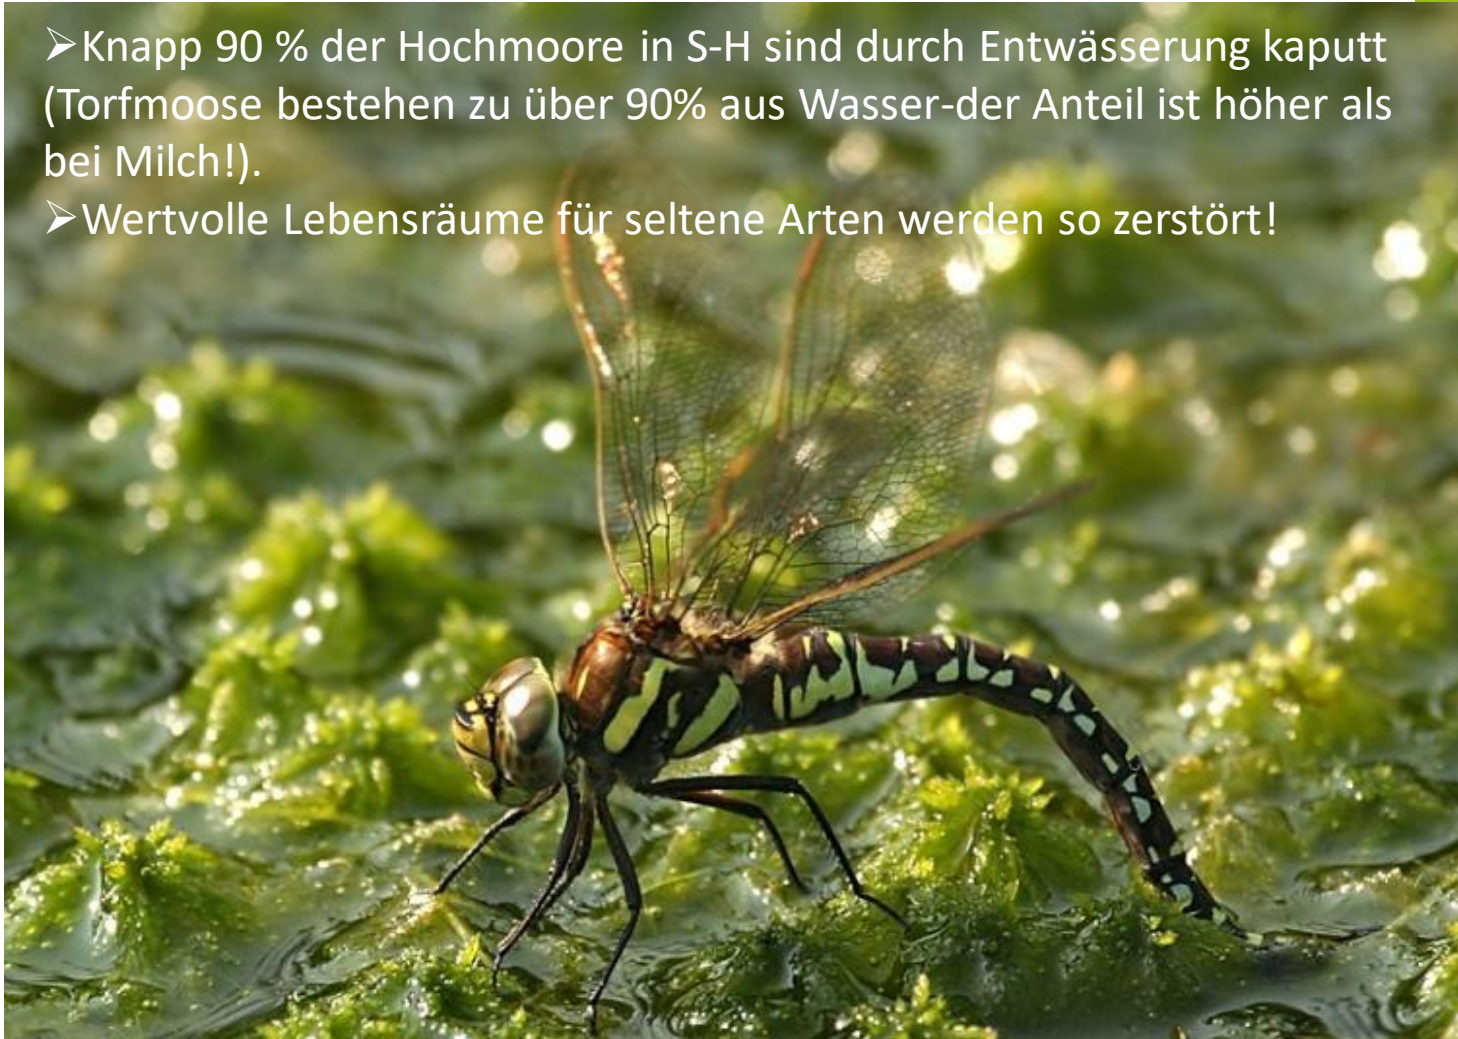 ➢Knapp 90 % der Hochmoore in S-H sind durch Entwässerung kaputt
(Torfmoose bestehen zu über 90% aus Wasser-der Anteil ist höher als
bei Milch!).
➢Wertvolle Lebensräume für seltene Arten werden so zerstört!